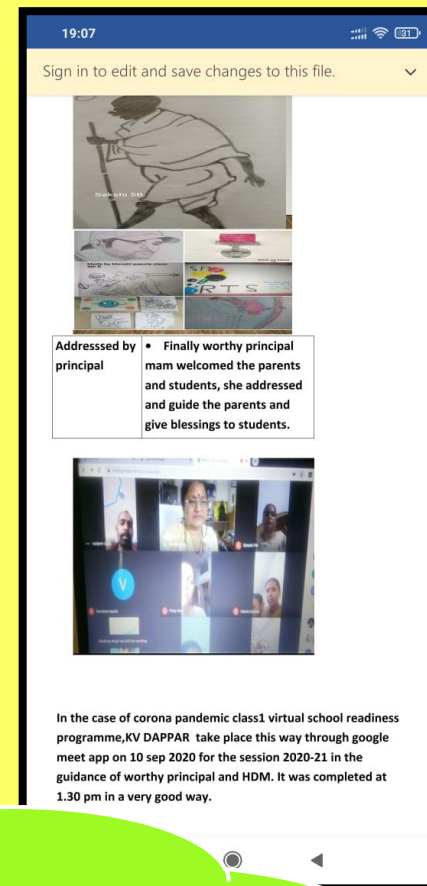 19:07
31
Sign in to edit and save changes to this file.
Sakshi 5B
RTS
Addresssed by
principal
• Finally worthy principal
mam welcomed the parents
and students, she addressed
and guide the parents and
give blessings to students.
V
In the case of corona pandemic class1 virtual school readiness
programme,KV DAPPAR take place this way through google
meet app on 10 sep 2020 for the session 2020-21 in the
guidance of worthy principal and HDM. It was completed at
1.30 pm in a very good way.